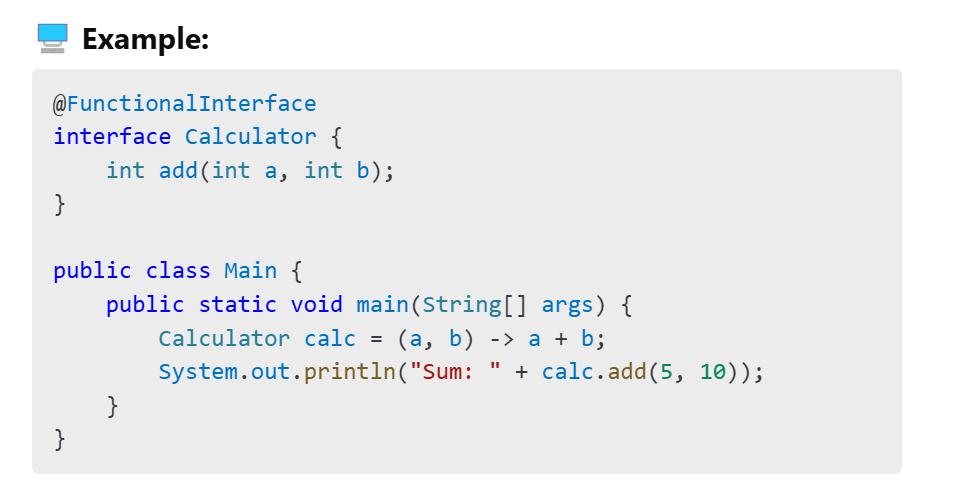 Example:
@FunctionalInterface
interface Calculator {
    int add(int a, int b);
}

public class Main {
    public static void main(String[] args) {
        Calculator calc = (a, b) -> a + b;
        System.out.println("Sum: " + calc.add(5, 10));
    }
}